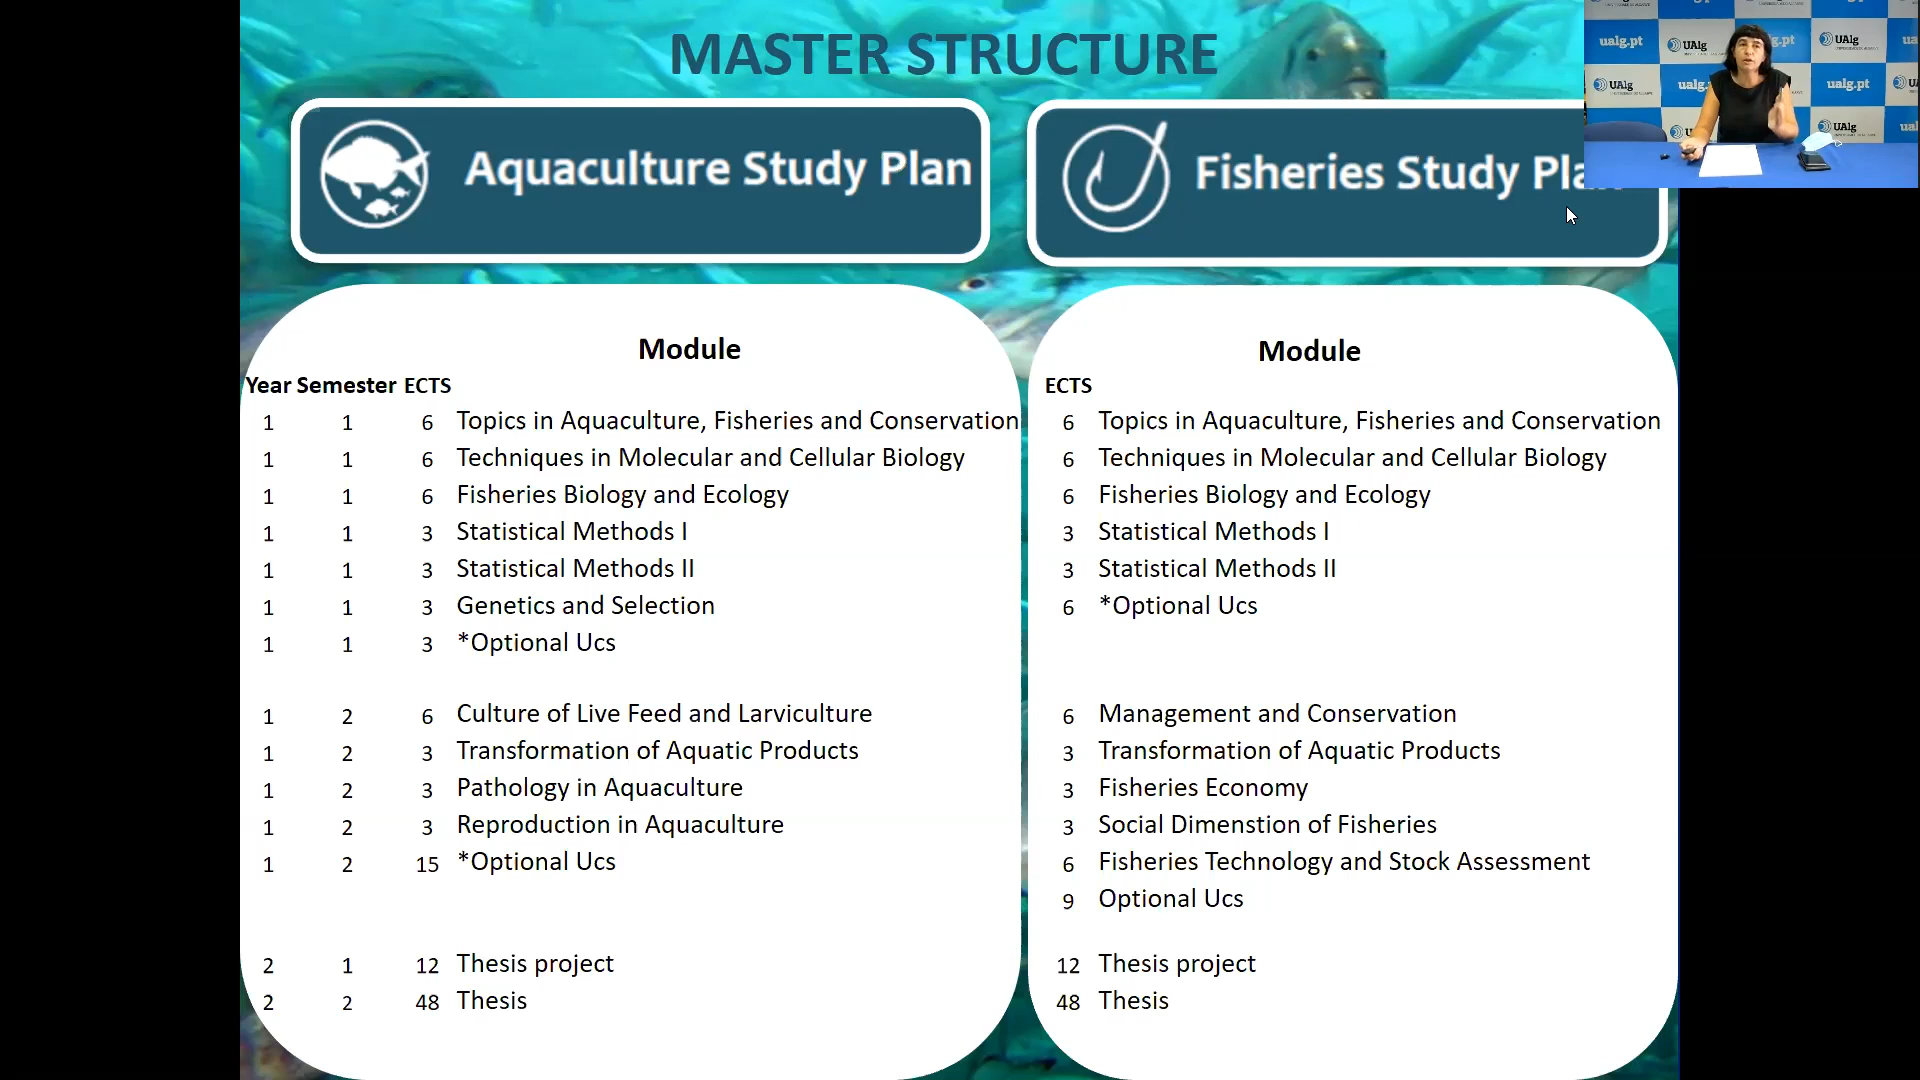 MASTER STRUCTURE
Aquaculture Study Plan
Module
Year Semester ECTS
1 1 6 Topics in Aquaculture, Fisheries and Conservation
1 1 6 Techniques in Molecular and Cellular Biology
1 1 6 Fisheries Biology and Ecology
1 1 3 Statistical Methods I
1 1 3 Statistical Methods II
1 1 3 Genetics and Selection
1 1 3 *Optional Ucs
1 2 6 Culture of Live Feed and Larviculture
1 2 3 Transformation of Aquatic Products
1 2 3 Pathology in Aquaculture
1 2 3 Reproduction in Aquaculture
1 2 15 *Optional Ucs
2 1 12 Thesis project
2 2 48 Thesis
Fisheries Study Plan
Module
ECTS
6 Topics in Aquaculture, Fisheries and Conservation
6 Techniques in Molecular and Cellular Biology
6 Fisheries Biology and Ecology
3 Statistical Methods I
3 Statistical Methods II
6 *Optional Ucs
6 Management and Conservation
3 Transformation of Aquatic Products
3 Fisheries Economy
3 Social Dimenstion of Fisheries
6 Fisheries Technology and Stock Assessment
9 Optional Ucs
12 Thesis project
48 Thesis
ualg.pt UAlg UAlg
UAlg ualg.pt
UAlg